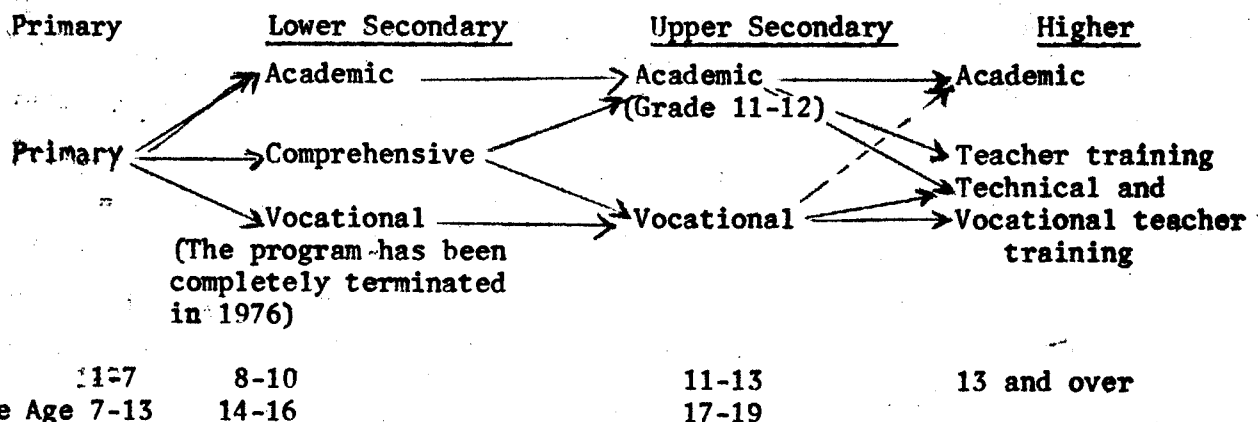 Primary Lower Secondary Upper Secondary Higher
Academic Academic Academic
(Grade 11-12)
Primary Comprehensive Teacher training
Technical and
Vocational Vocational Vocational teacher
(The program has been training
completely terminated
in 1976)
1-7 8-10 11-13 13 and over
Age 7-13 14-16 17-19